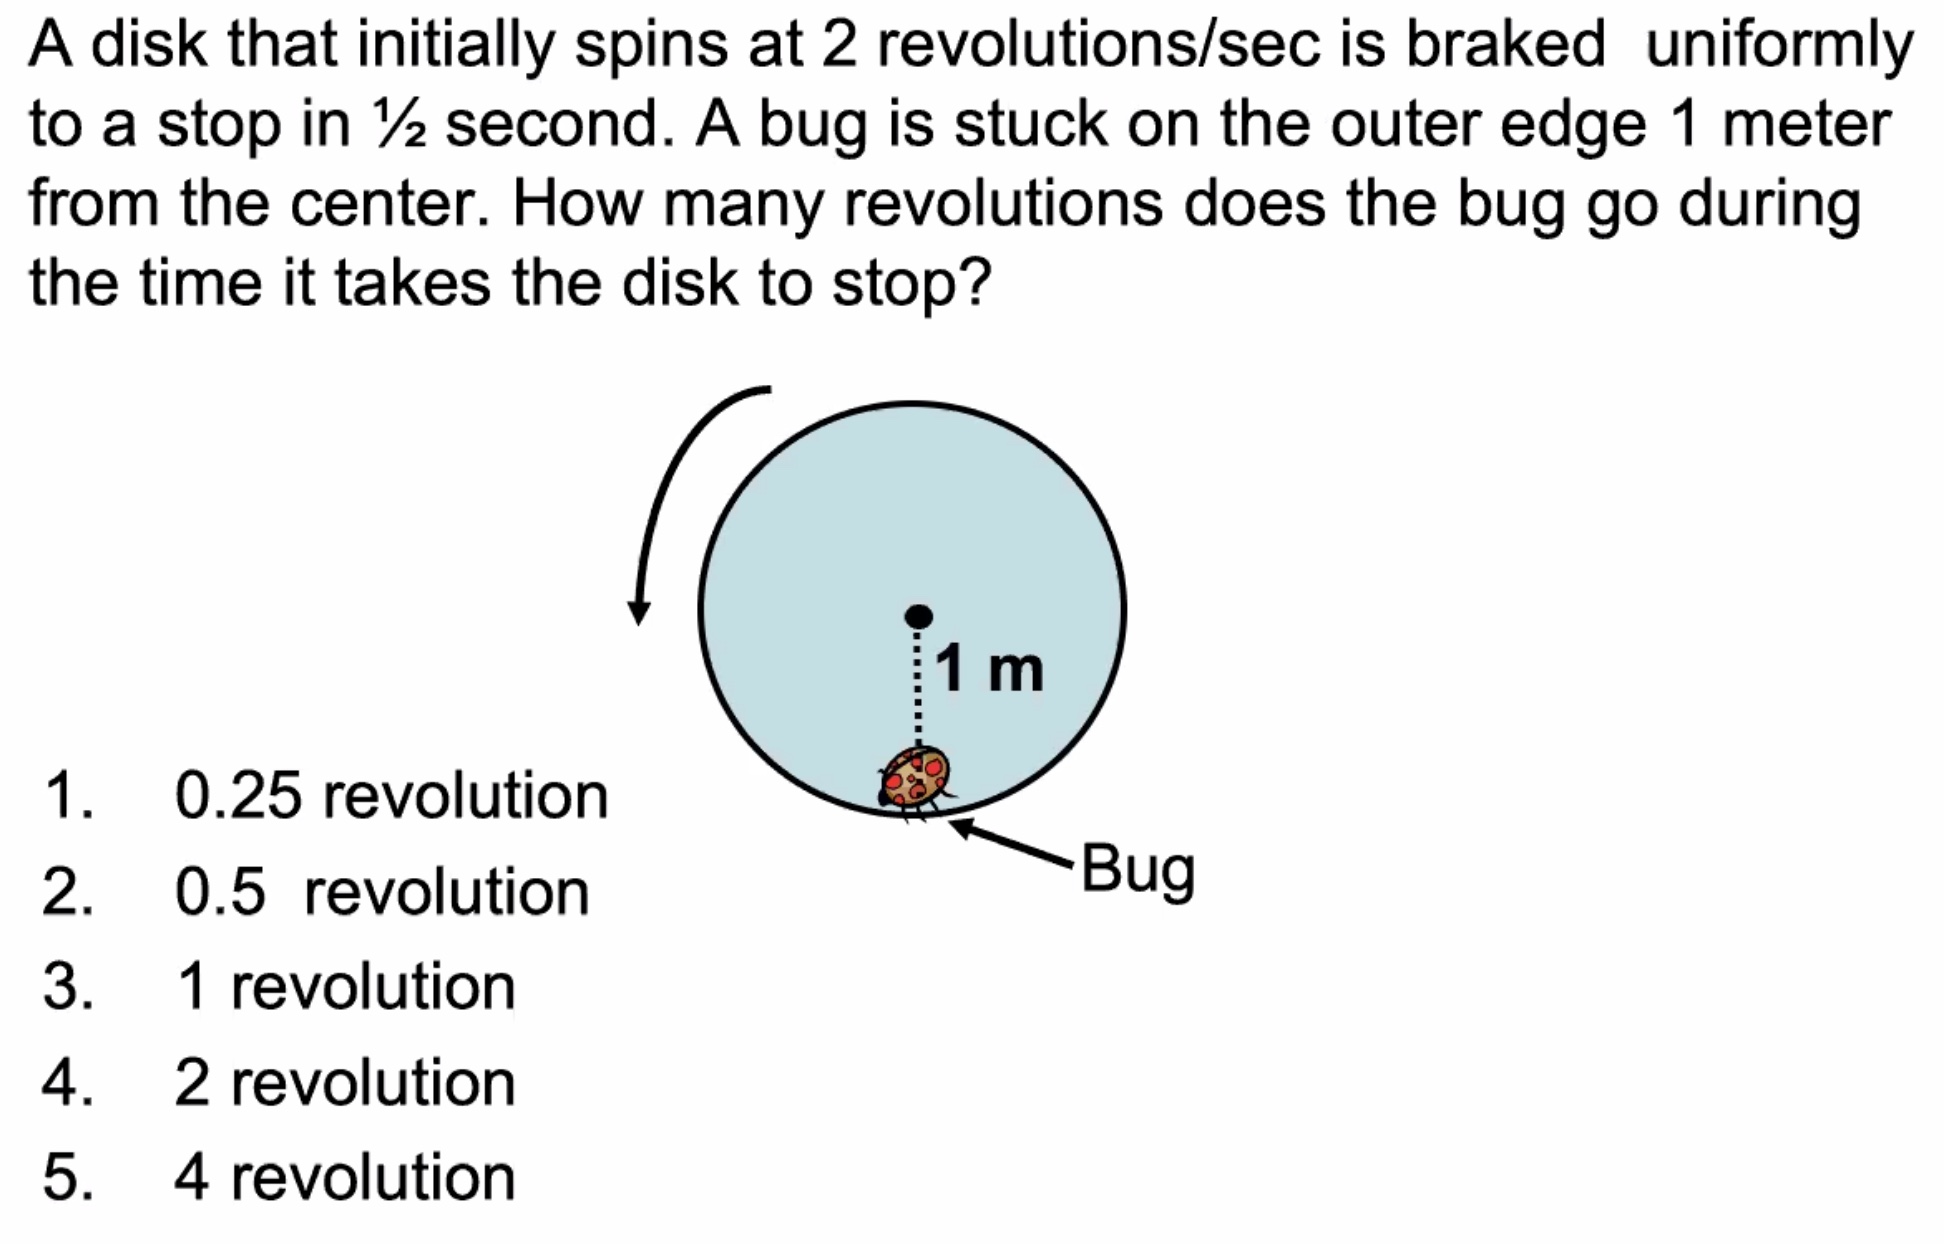 A disk that initially spins at 2 revolutions/sec is braked uniformly
to a stop in ½ second. A bug is stuck on the outer edge 1 meter
from the center. How many revolutions does the bug go during
the time it takes the disk to stop?
1 m
Bug
1. 0.25 revolution
2. 0.5 revolution
3. 1 revolution
4. 2 revolution
5. 4 revolution